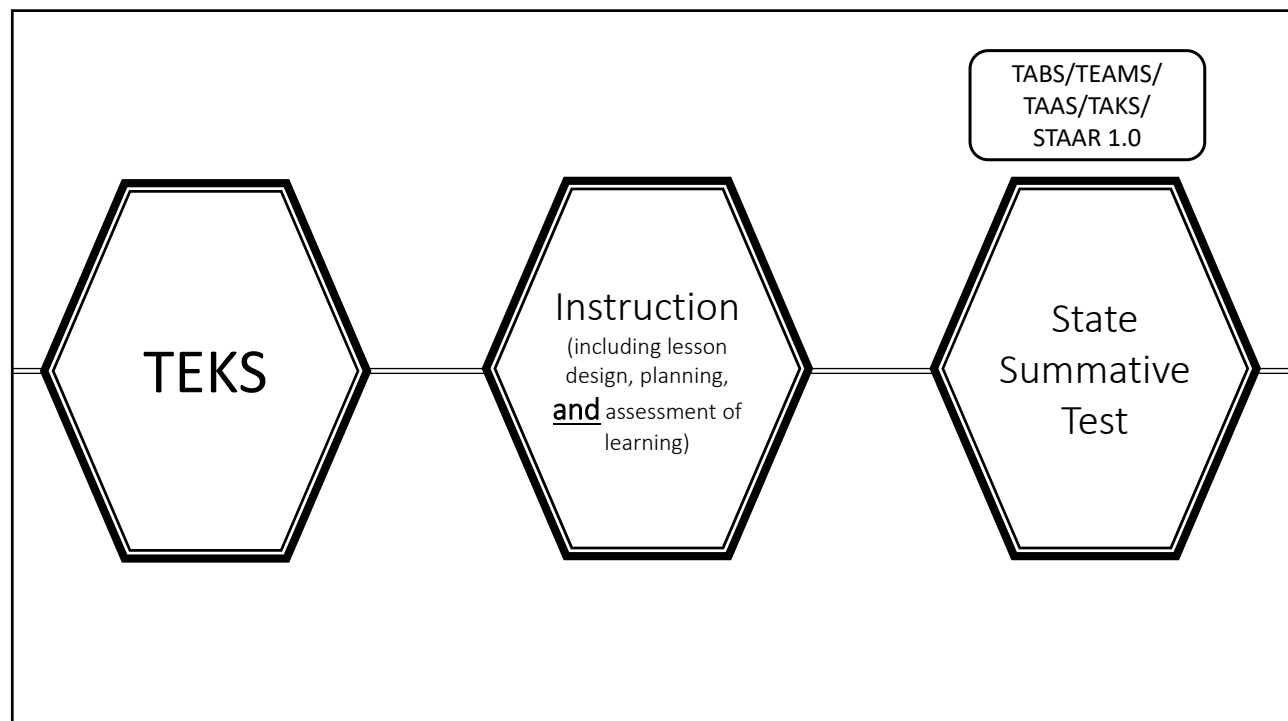 TEKS
Instruction
(including lesson
design, planning,
and assessment of
learning)
TABS/TEAMS/
TAAS/TAKS/
STAAR 1.0
State
Summative
Test